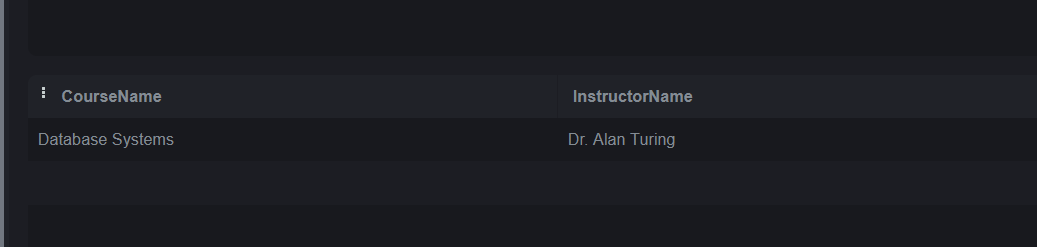 CourseName InstructorName
Database Systems Dr. Alan Turing